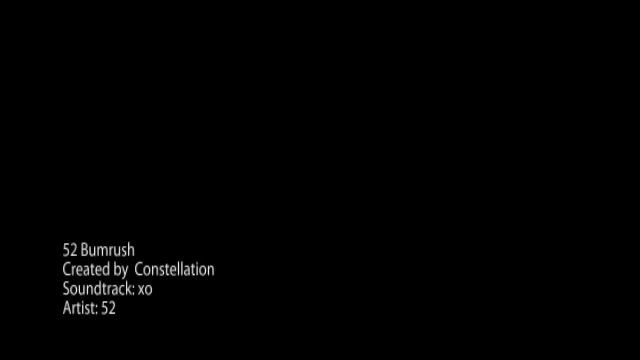 52 Bumrush
Created by Constellation
Soundtrack: xo
Artist: 52